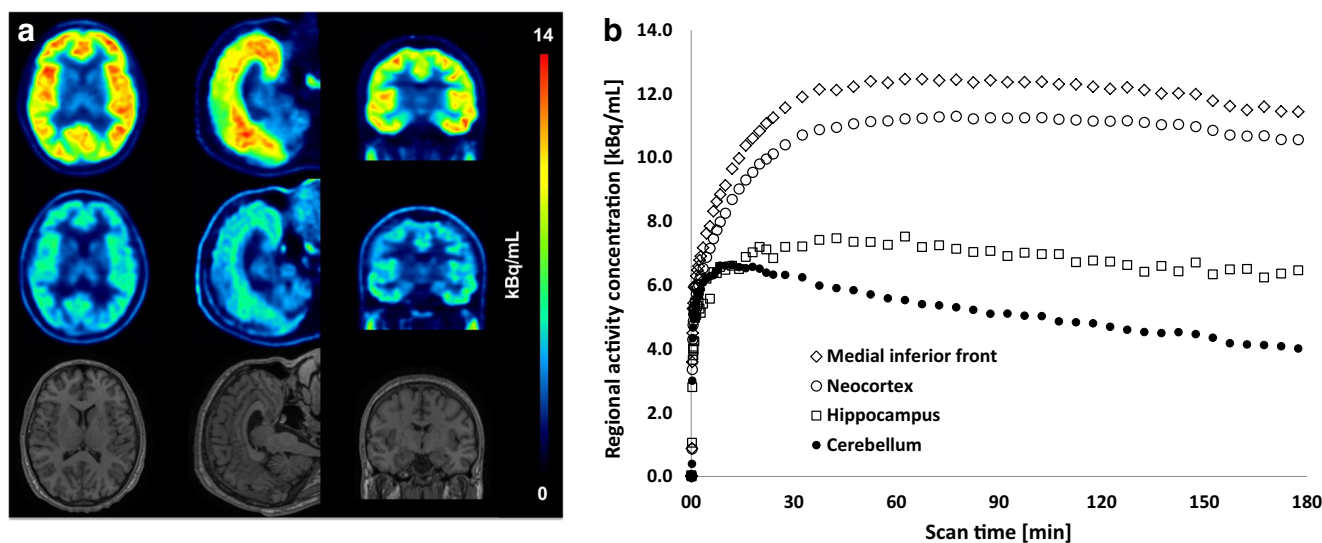 a
14
kBq/mL
0
b
Regional activity concentration [kBq/mL]
14.0
12.0
10.0
8.0
6.0
4.0
2.0
0.0
Medial inferior front
Neocortex
Hippocampus
Cerebellum
00 30 60 90 120 150 180
Scan time [min]